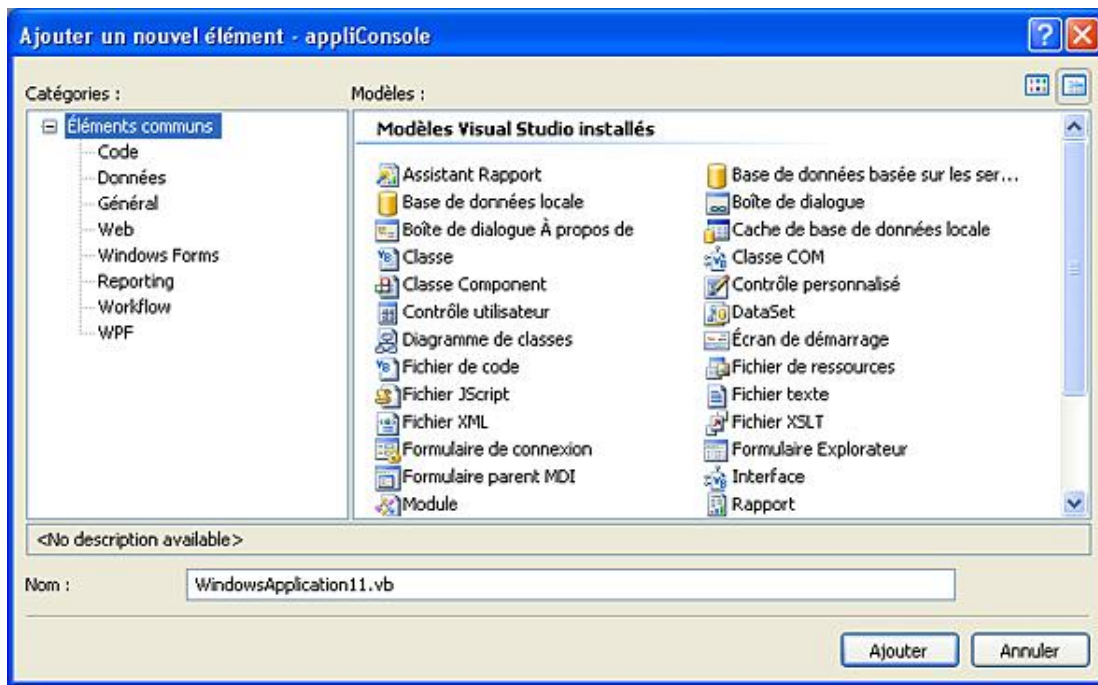 Ajouter un nouvel élément - appliConsole
Catégories :
Modèles :
Éléments communs
Code
Données
Général
Web
Windows Forms
Reporting
Workflow
WPF
Modèles Visual Studio installés
Assistant Rapport
Base de données basée sur les ser...
Base de données locale
Boîte de dialogue
Boîte de dialogue À propos de
Cache de base de données locale
Classe
Classe COM
Classe Component
Contrôle personnalisé
Contrôle utilisateur
DataSet
Diagramme de classes
Écran de démarrage
Fichier de code
Fichier de ressources
Fichier JScript
Fichier texte
Fichier XML
Fichier XSLT
Formulaire de connexion
Formulaire Explorateur
Formulaire parent MDI
Interface
Module
Rapport
<No description available>
Nom :
WindowsApplication11.vb
Ajouter
Annuler